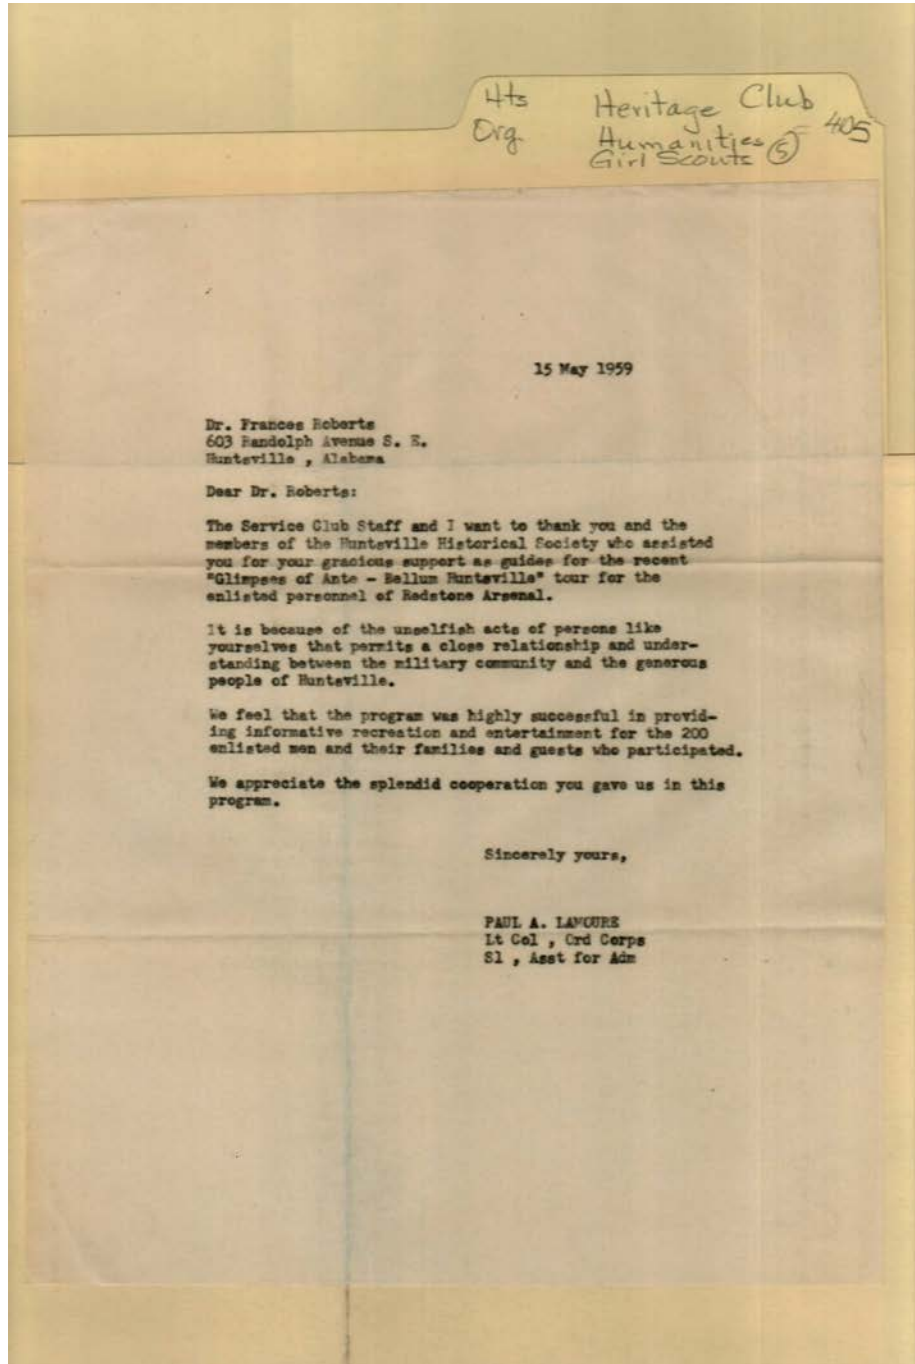 Hts Heritage Club
Org. Humanities = 405
Girl Scouts 5
15 May 1959
Dr. Frances Roberts
603 Randolph Avenue S. E.
Huntsville , Alabama
Dear Dr. Roberts:
The Service Club Staff and I want to thank you and the
members of the Huntsville Historical Society who assisted
you for your gracious support as guides for the recent
"Glimpses of Ante - Bellum Huntsville" tour for the
enlisted personnel of Redstone Arsenal.
It is because of the unselfish acts of persons like
yourselves that permits a close relationship and under-
standing between the military community and the generous
people of Huntsville.
We feel that the program was highly successful in provid-
ing informative recreation and entertainment for the 200
enlisted men and their families and guests who participated.
We appreciate the splendid cooperation you gave us in this
program.
Sincerely yours,
PAUL A.
Lt Col , Ord Corps
Sl , Asst for Adm